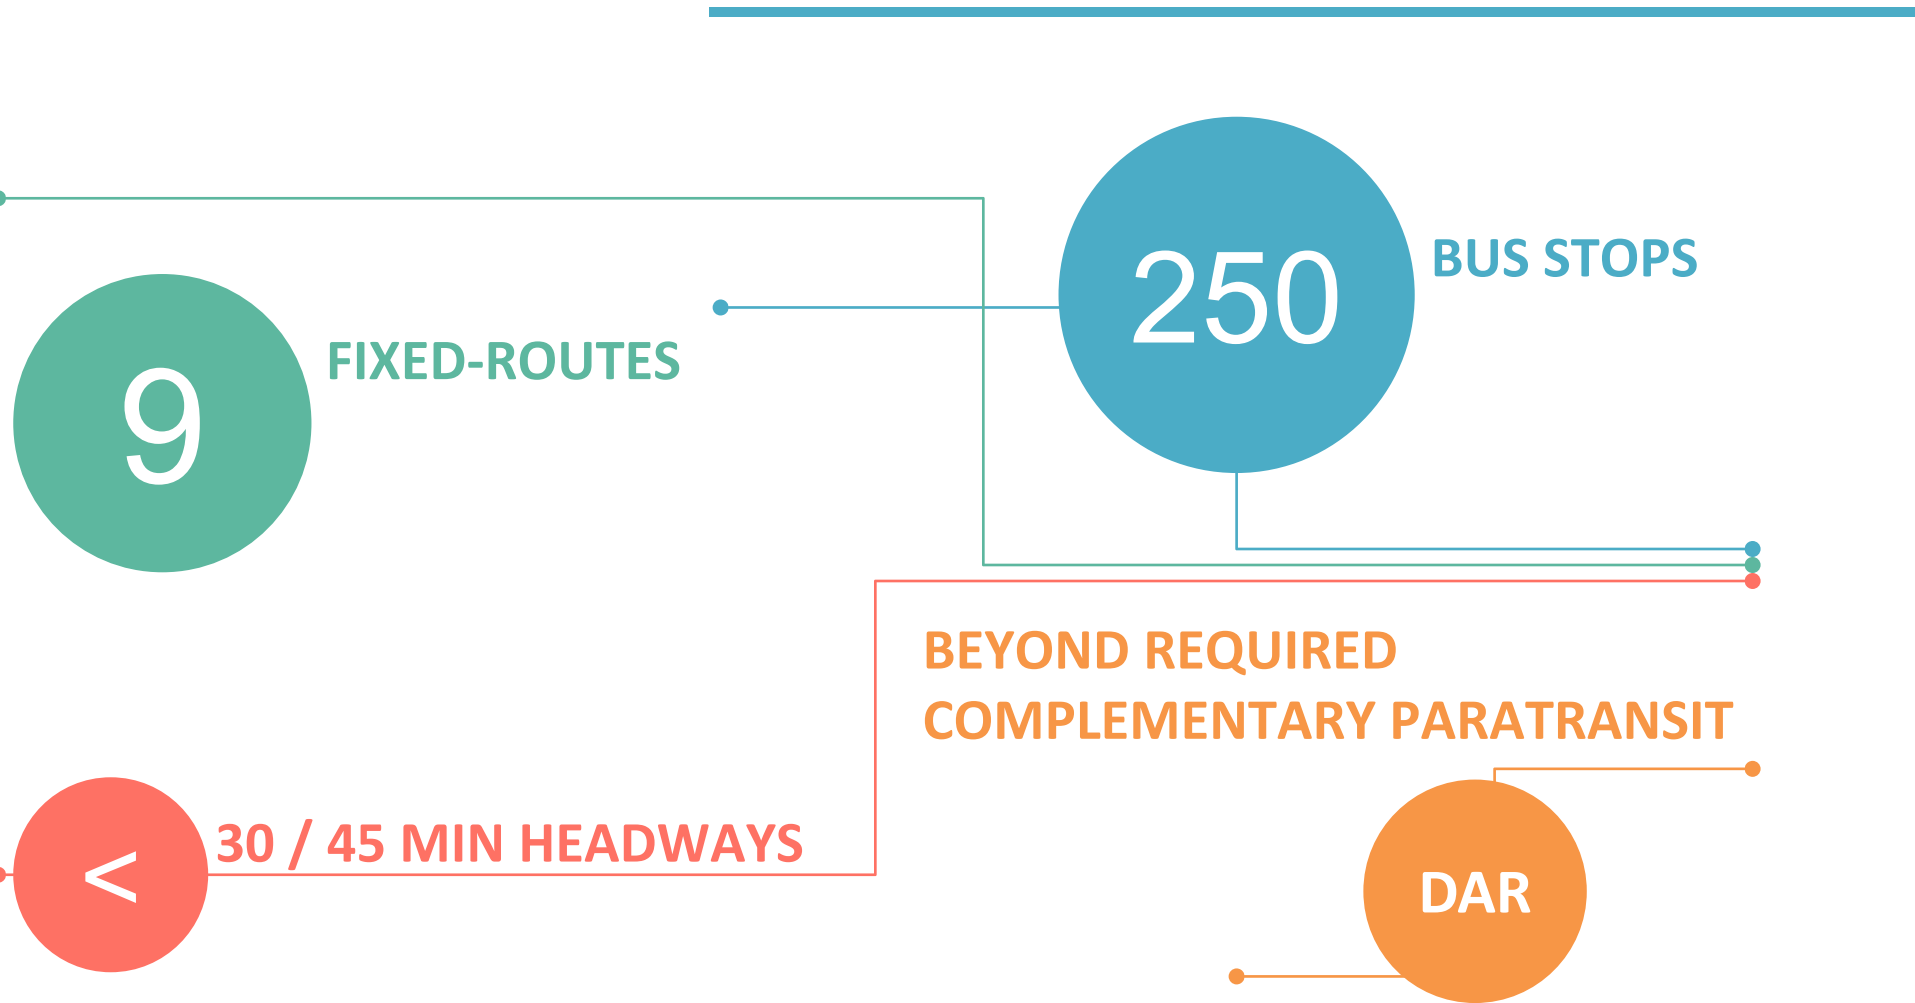 250
BUS STOPS
9
FIXED-ROUTES
BEYOND REQUIRED
COMPLEMENTARY PARATRANSIT
<
30 / 45 MIN HEADWAYS
DAR